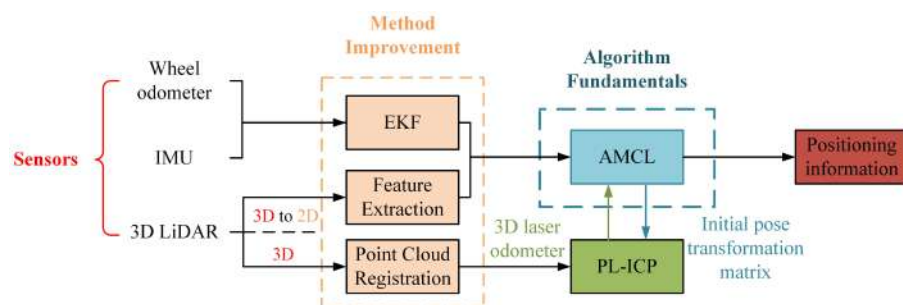 Method
Improvement
Algorithm
Fundamentals
Wheel
odometer
EKF
Sensors
IMU
AMCL
Positioning
information
Feature
Extraction
3D to 2D
3D LiDAR
3D
Point Cloud
Registration
3D laser
odometer
PL-ICP
Initial pose
transformation
matrix